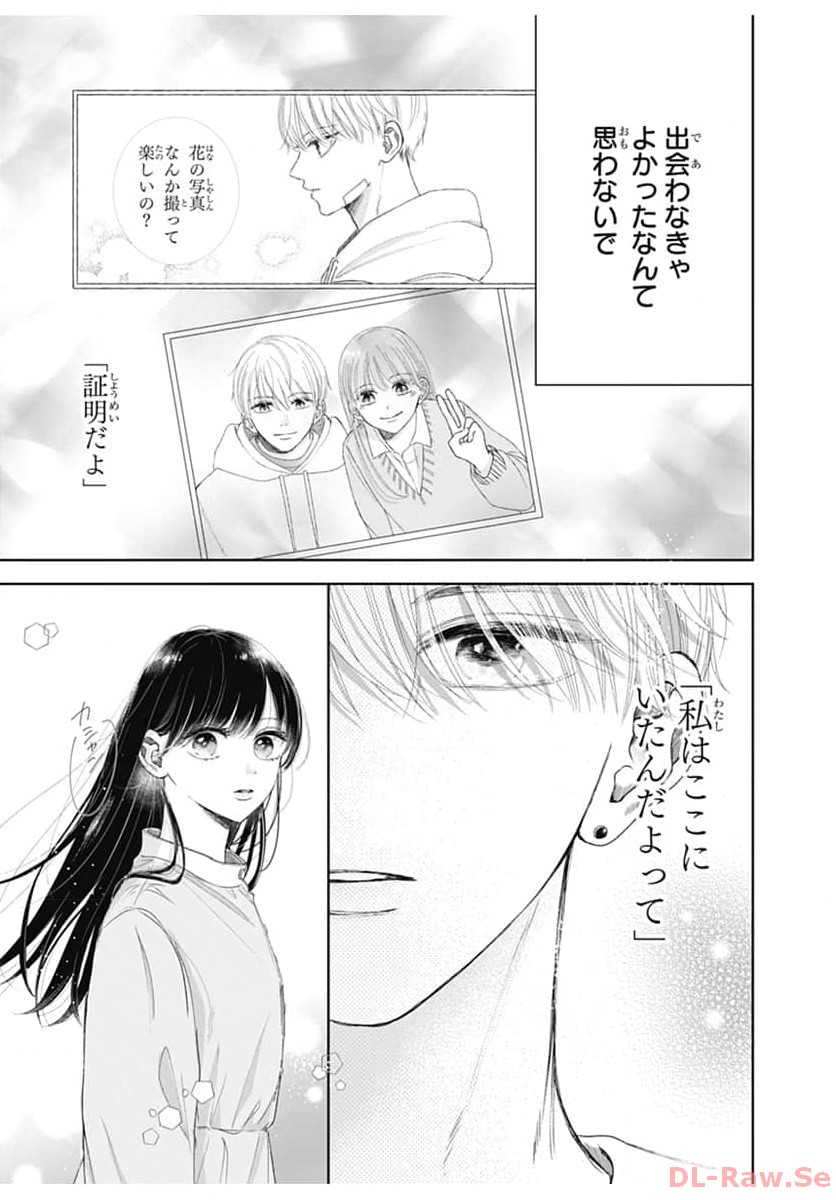 出会わなきゃ
よかったなんて
思わないで
花の写真
なんか撮って
楽しいの？
「証明だよ」
「私はここに
いたんだよって」
カシャッ
DL-Raw.Se